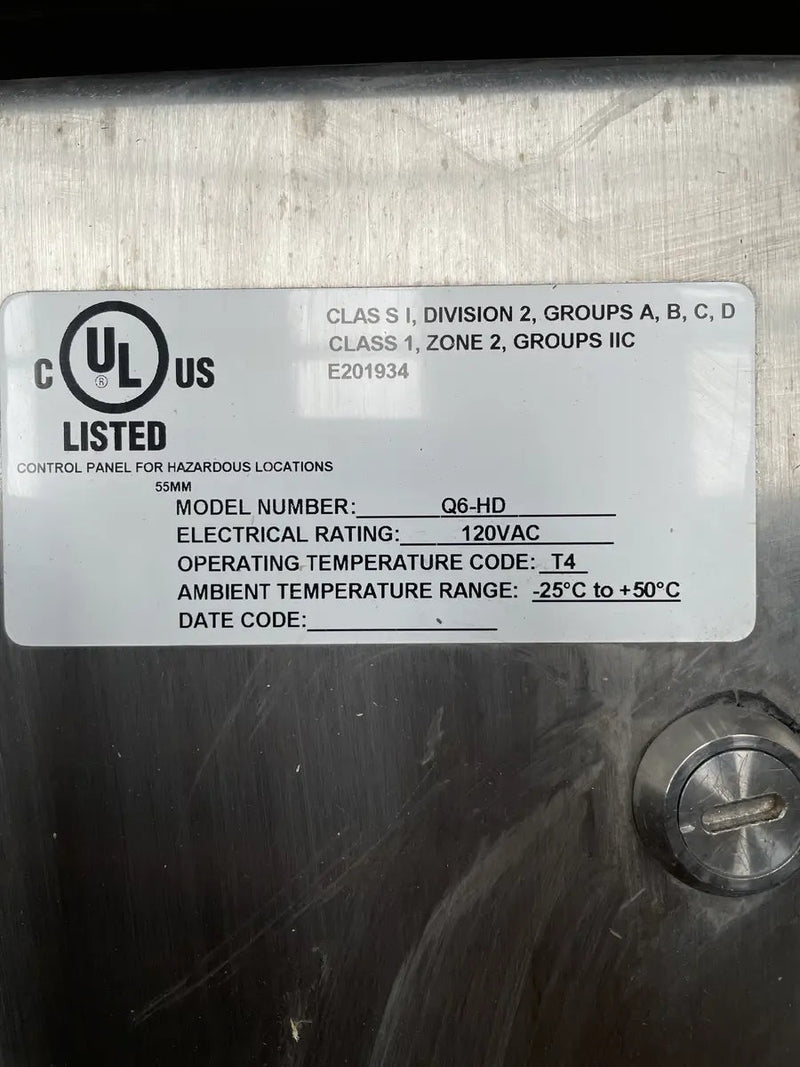 CLAS S I, DIVISION 2, GROUPS A, B, C, D
CLASS 1, ZONE 2, GROUPS IIC
E201934
C UL ® US
LISTED
CONTROL PANEL FOR HAZARDOUS LOCATIONS
55MM
MODEL NUMBER: Q6-HD
ELECTRICAL RATING: 120VAC
OPERATING TEMPERATURE CODE: T4
AMBIENT TEMPERATURE RANGE: -25°C to +50°C
DATE CODE: